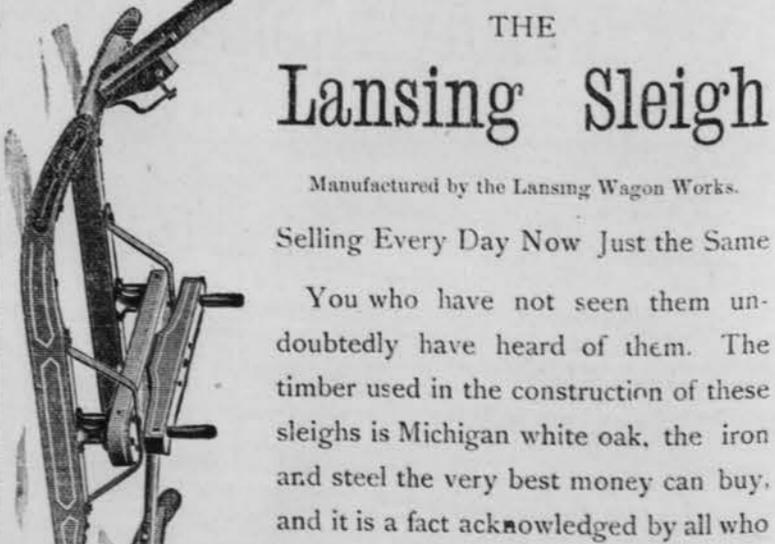 THE
Lansing Sleigh
Manufactured by the Lansing Wagon Works.
Selling Every Day Now Just the Same
You who have not seen them un-
doubtedly have heard of them. The
timber used in the construction of these
sleighs is Michigan white oak, the iron
and steel the very best money can buy,
and it is a fact acknowledged by all who